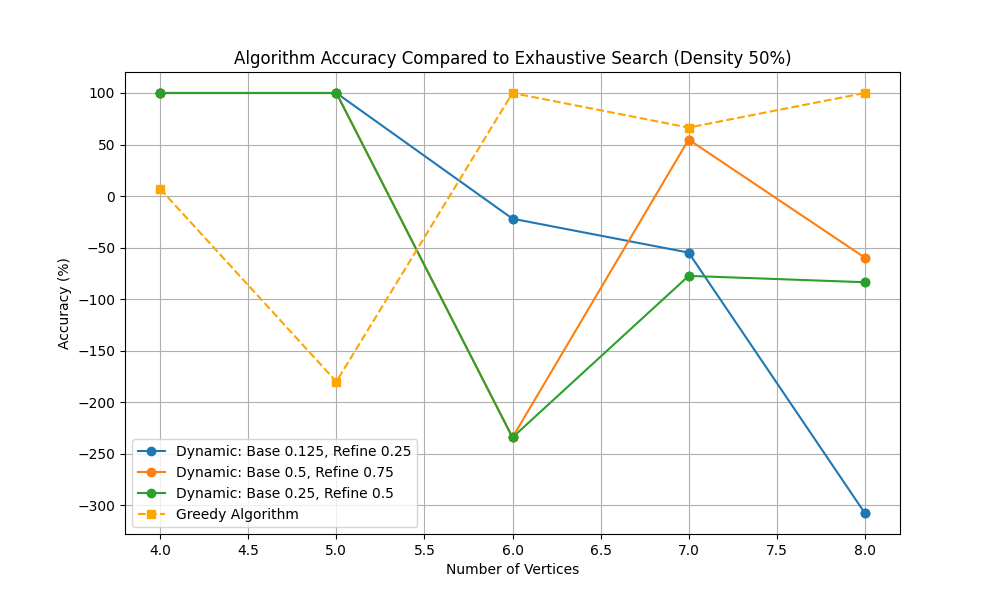 Algorithm Accuracy Compared to Exhaustive Search (Density 50%)
100
50
0
−50
−100
−150
−200
−250
−300
Accuracy (%)
Dynamic: Base 0.125, Refine 0.25
Dynamic: Base 0.5, Refine 0.75
Dynamic: Base 0.25, Refine 0.5
Greedy Algorithm
4.0 4.5 5.0 5.5 6.0 6.5 7.0 7.5 8.0
Number of Vertices